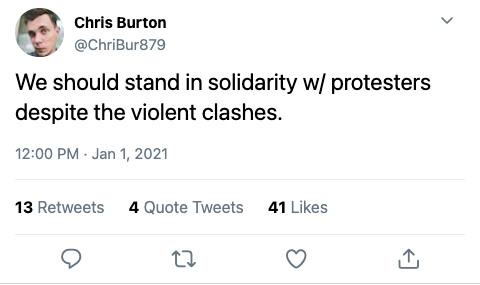 Chris Burton
@ChriBur879
We should stand in solidarity w/ protesters
despite the violent clashes.
12:00 PM · Jan 1, 2021
13 Retweets 4 Quote Tweets 41 Likes